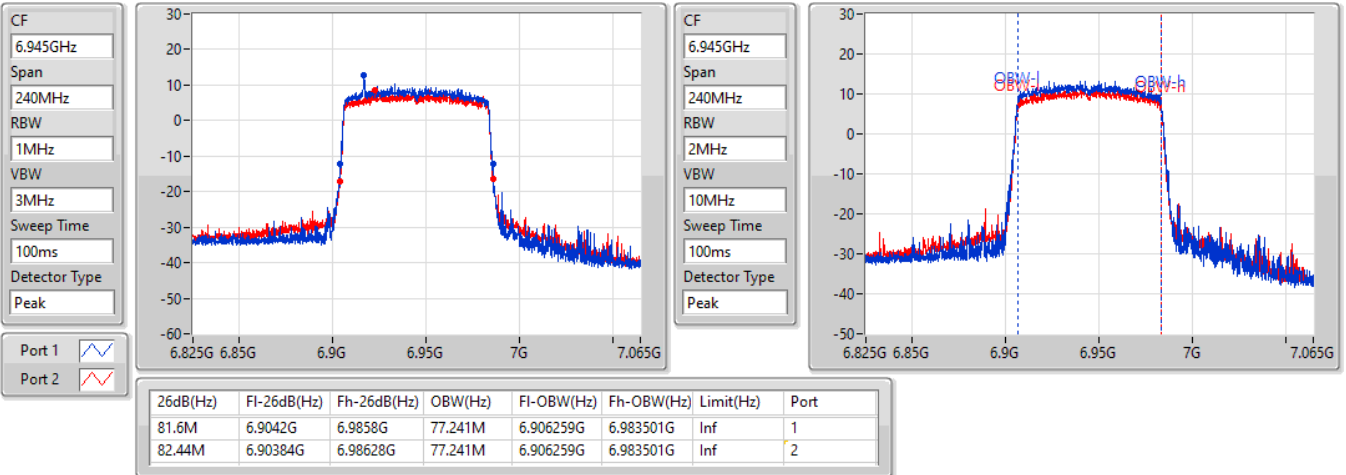 CF
6.945GHz
Span
240MHz
RBW
1MHz
VBW
3MHz
Sweep Time
100ms
Detector Type
Peak
Port 1
Port 2
30
20
10
0
-10
-20
-30
-40
-50
-60
6.825G 6.85G 6.9G 6.95G 7G 7.065G
CF
6.945GHz
Span
240MHz
RBW
2MHz
VBW
10MHz
Sweep Time
100ms
Detector Type
Peak
30
20
10
0
-10
-20
-30
-40
-50
OBW-l OBW-h
OBW-l OBW-h
6.825G 6.85G 6.9G 6.95G 7G 7.065G
26dB(Hz) Fl-26dB(Hz) Fh-26dB(Hz) OBW(Hz) Fl-OBW(Hz) Fh-OBW(Hz) Limit(Hz) Port
81.6M 6.9042G 6.9858G 77.241M 6.906259G 6.983501G Inf 1
82.44M 6.90384G 6.98628G 77.241M 6.906259G 6.983501G Inf 2